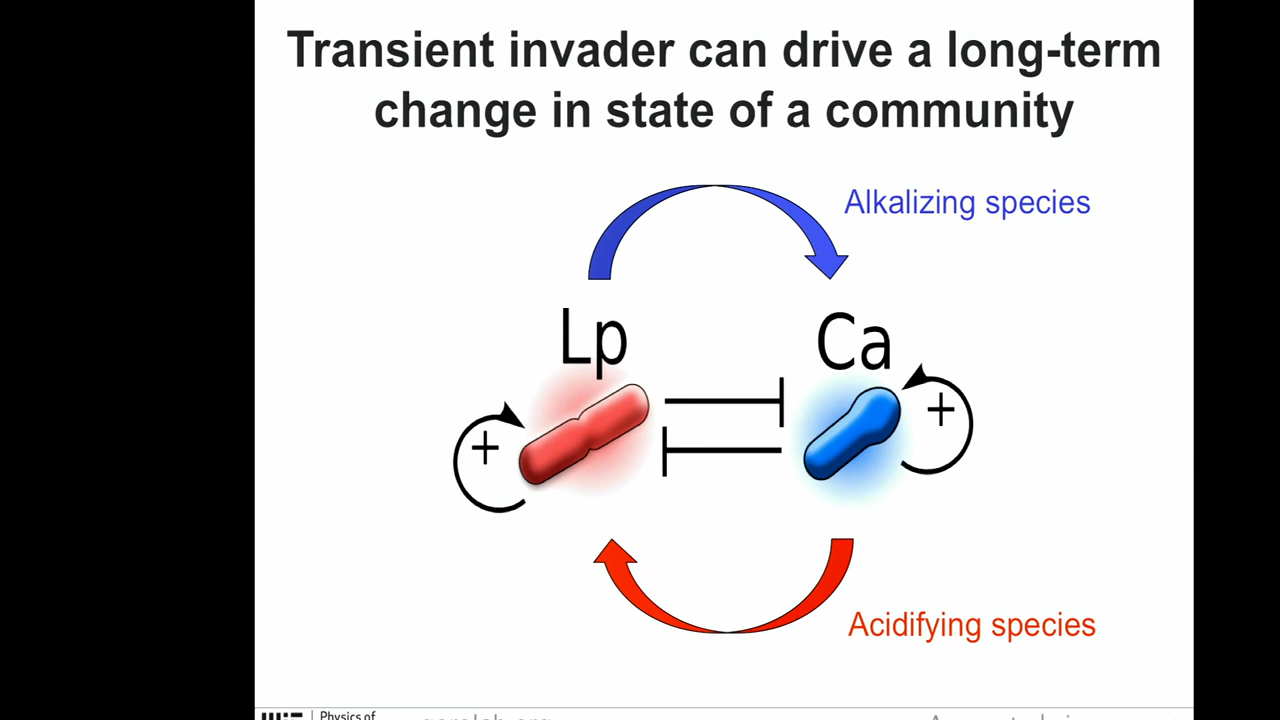 Transient invader can drive a long-term
change in state of a community
Alkalizing species
Lp
Ca
+
+
Acidifying species
Physics of